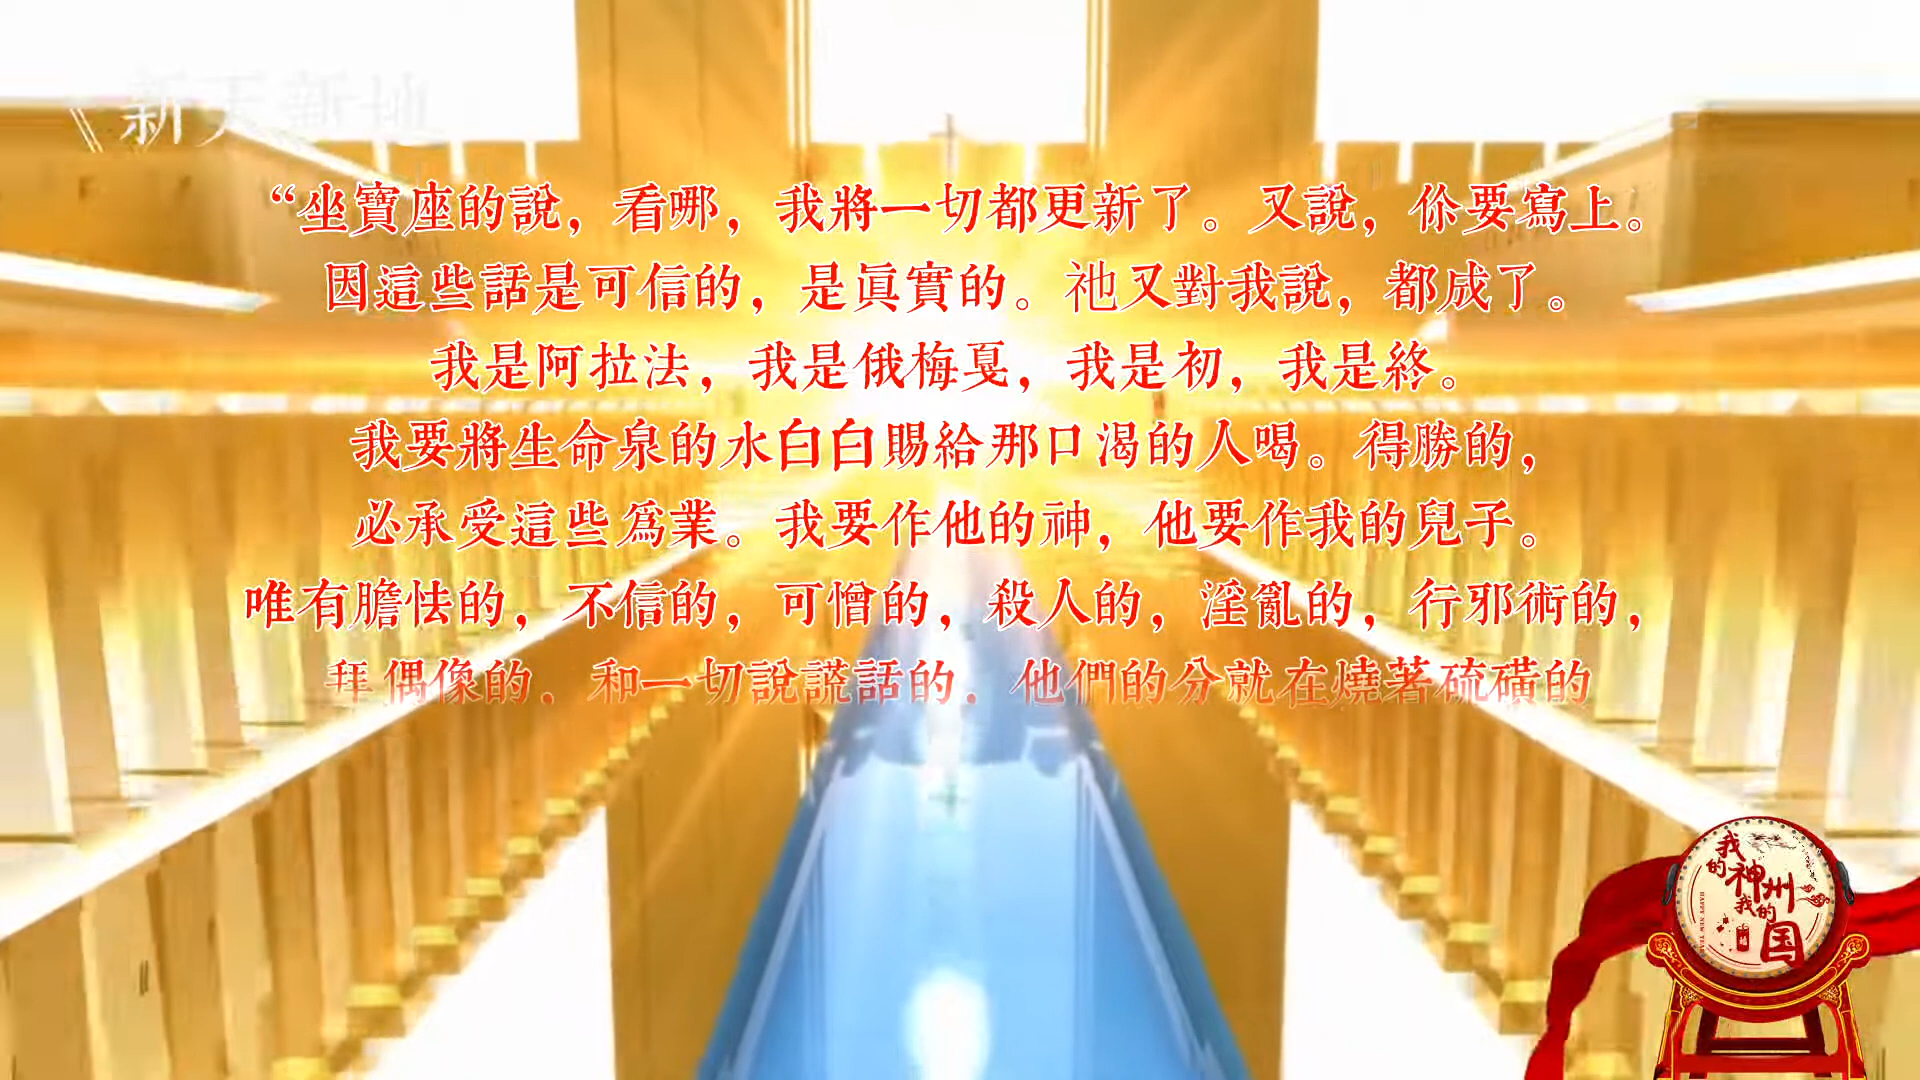 《新天新地
“坐寶座的說，看哪，我將一切都更新了。又說，你要寫上。
因這些話是可信的，是眞實的。祂又對我說，都成了。
我是阿拉法，我是俄梅戛，我是初，我是終。
我要將生命泉的水白白賜給那口渴的人喝。得勝的，
必承受這些爲業。我要作他的神，他要作我的兒子。
唯有膽怯的，不信的，可憎的，殺人的，淫亂的，行邪術的，
拜偶像的，和一切說謊話的，他們的分就在燒著硫磺的
我的神州
我的国
HAPPY NEW YEAR